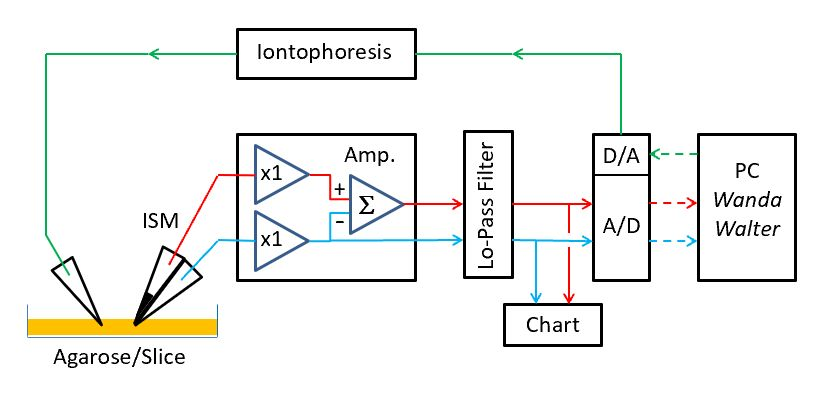 Iontophoresis
Amp.
x1
+
Σ
-
x1
ISM
Lo-Pass Filter
D/A
A/D
PC
Wanda
Walter
Chart
Agarose/Slice